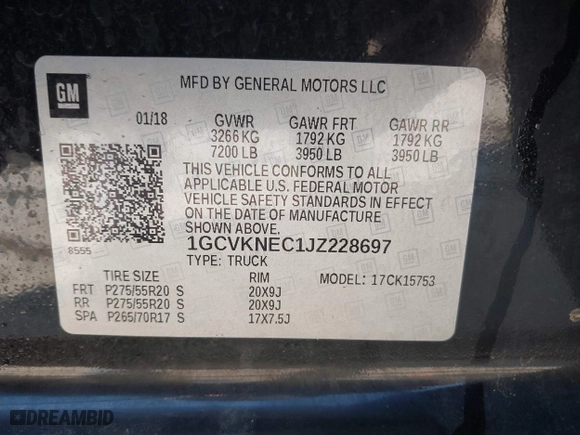 GM
MFD BY GENERAL MOTORS LLC
01/18 GVWR GAWR FRT GAWR RR
3266 KG 1792 KG 1792 KG
7200 LB 3950 LB 3950 LB
THIS VEHICLE CONFORMS TO ALL
APPLICABLE U.S. FEDERAL MOTOR
VEHICLE SAFETY STANDARDS IN EFFECT
ON THE DATE OF MANUFACTURE
SHOWN ABOVE.
8555 1GCVKNEC1JZ228697
TYPE: TRUCK
TIRE SIZE RIM MODEL: 17CK15753
FRT P275/55R20 S 20X9J
RR P275/55R20 S 20X9J
SPA P265/70R17 S 17X7.5J
DREAMBID